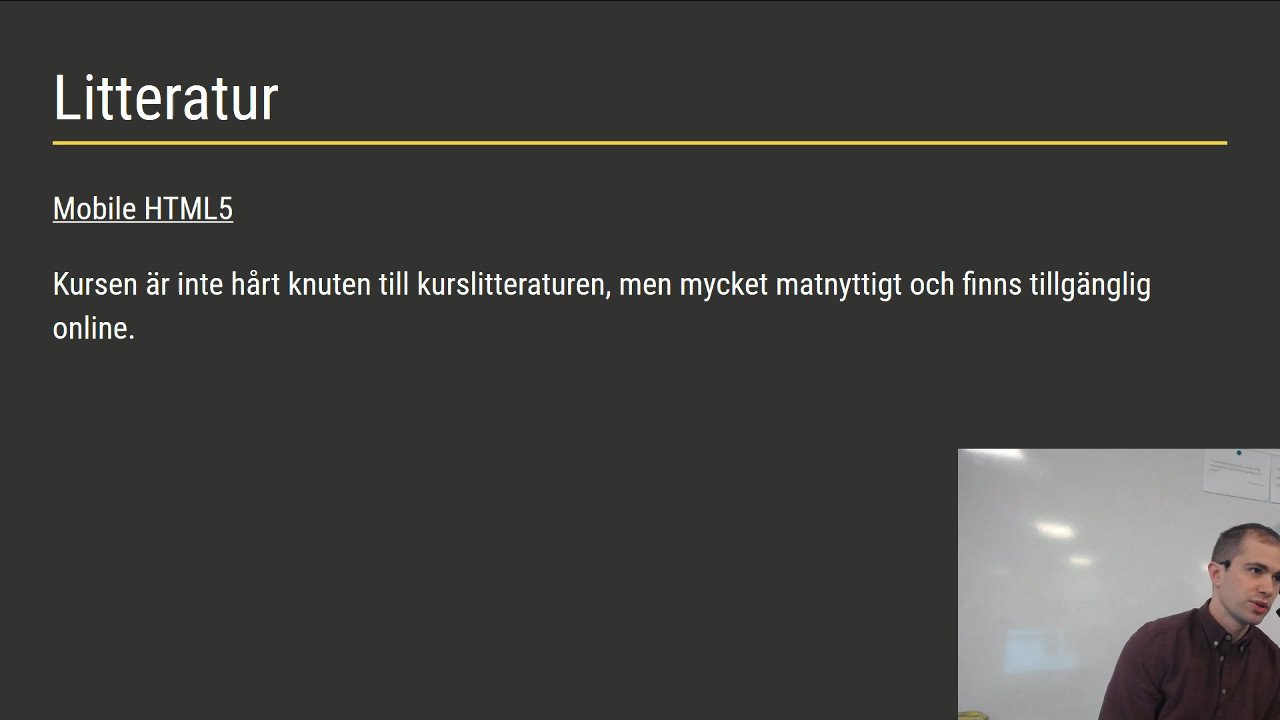 Litteratur
Mobile HTML5
Kursen är inte hårt knuten till kurslitteraturen, men mycket matnyttigt och finns tillgänglig
online.